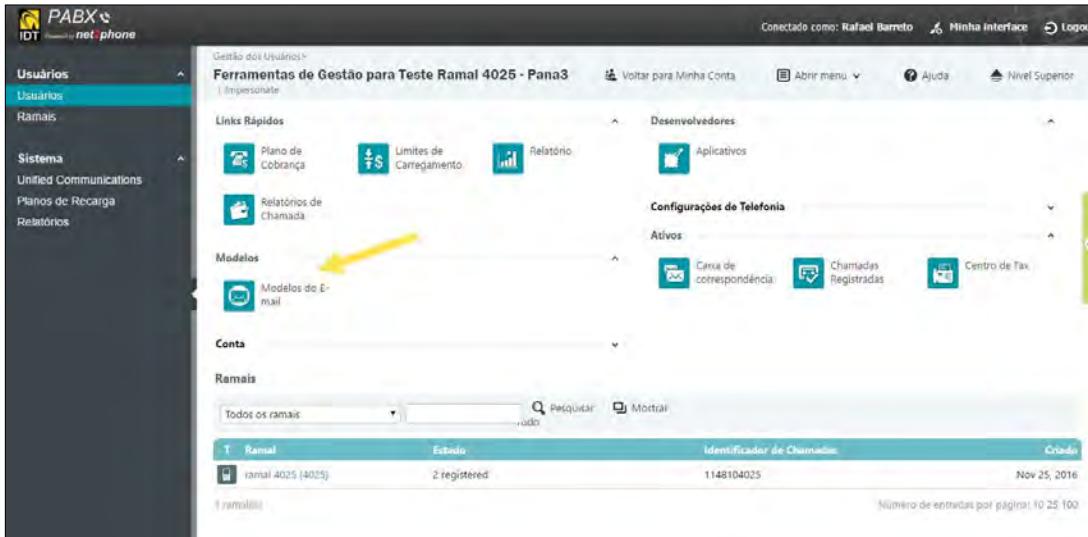 PABX
IDT Powered by net2phone
Conectado como: Rafael Barreto
Minha Interface
Usuários
Usuários
Ramais
Sistema
Unified Communications
Planos de Recarga
Relatórios
Gestão dos Usuários>
Ferramentas de Gestão para Teste Ramal 4025 - Pana3
| Impersonate
Voltar para Minha Conta
Abrir menu
Ajuda
Nivel Superior
Links Rápidos
Plano de
Cobrança
Limites de
Carregamento
Relatório
Relatórios de
Chamada
Modelos
Modelos de E-
mail
Conta
Desenvolvedores
Aplicativos
Configurações de Telefonia
Ativos
Caixa de
correspondência
Chamadas
Registradas
Centro de Fax
Ramais
Todos os ramais
Pesquisar
Mostrar
T Ramal Estado Identificador de Chamadas Criado
ramal 4025 (4025) 2 registered 1148104025 Nov 25, 2016
1 ramal(is)
Número de entradas por página: 10 25 100